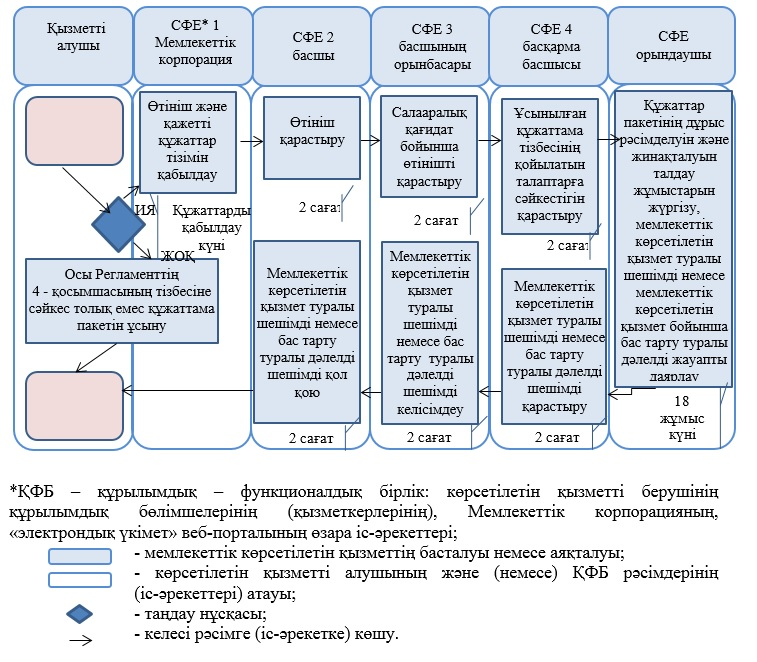 Қызметті
алушы
СФЕ* 1
Мемлекеттік
корпорация
СФЕ 2
басшы
СФЕ 3
басшының
орынбасары
СФЕ 4
басқарма
басшысы
СФЕ
орындаушы
Өтініш және
қажетті
құжаттар
тізімін
қабылдау
Өтініш
қарастыру
Салааралық
қағидат
бойынша
өтінішті
қарастыру
Ұсынылған
құжаттама
тізбесінің
қойылатын
талаптарға
сәйкестігін
қарастыру
Құжаттар
пакетінің дұрыс
рәсімделуін және
жинақталуын
талдау
жұмыстарын
жүргізу,
мемлекеттік
көрсетілетін
қызмет туралы
шешімді немесе
мемлекеттік
көрсетілетін
қызмет бойынша
бас тарту туралы
дәлелді жауапты
даярлау
ИЯ
Құжаттарды
қабылдау
күні
2 сағат
2 сағат
2 сағат
ЖОҚ
Осы Регламенттің
4 - қосымшасының тізбесіне
сәйкес толық емес құжаттама
пакетін ұсыну
Мемлекеттік
көрсетілетін
қызмет туралы
шешімді немесе
бас тарту
туралы дәлелді
шешімді қол
қою
Мемлекеттік
көрсетілетін
қызмет
туралы
шешімді
немесе бас
тарту туралы
дәлелді
шешімді
келісімдеу
Мемлекеттік
көрсетілетін
қызмет туралы
шешімді немесе
бас тарту
туралы дәлелді
шешімді
қарастыру
2 сағат
2 сағат
2 сағат
18
жұмыс
күні
*ҚФБ – құрылымдық – функционалдық бірлік: көрсетілетін қызметті берушінің
құрылымдық бөлімшелерінің (қызметкерлерінің), Мемлекеттік корпорацияның,
«электрондық үкімет» веб-порталының өзара іс-әрекеттері;
- мемлекеттік көрсетілетін қызметтің басталуы немесе аяқталуы;
- көрсетілетін қызметті алушының және (немесе) ҚФБ рәсімдерінің
(іс-әрекеттері) атауы;
- таңдау нұсқасы;
- келесі рәсімге (іс-әрекетке) көшу.